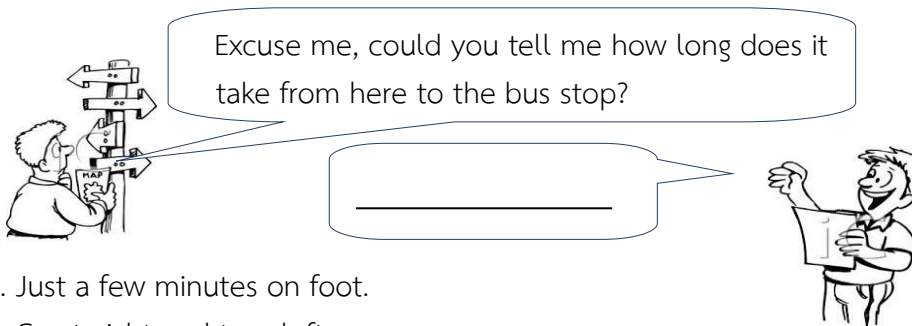 Excuse me, could you tell me how long does it
take from here to the bus stop?
MAP
. Just a few minutes on foot.